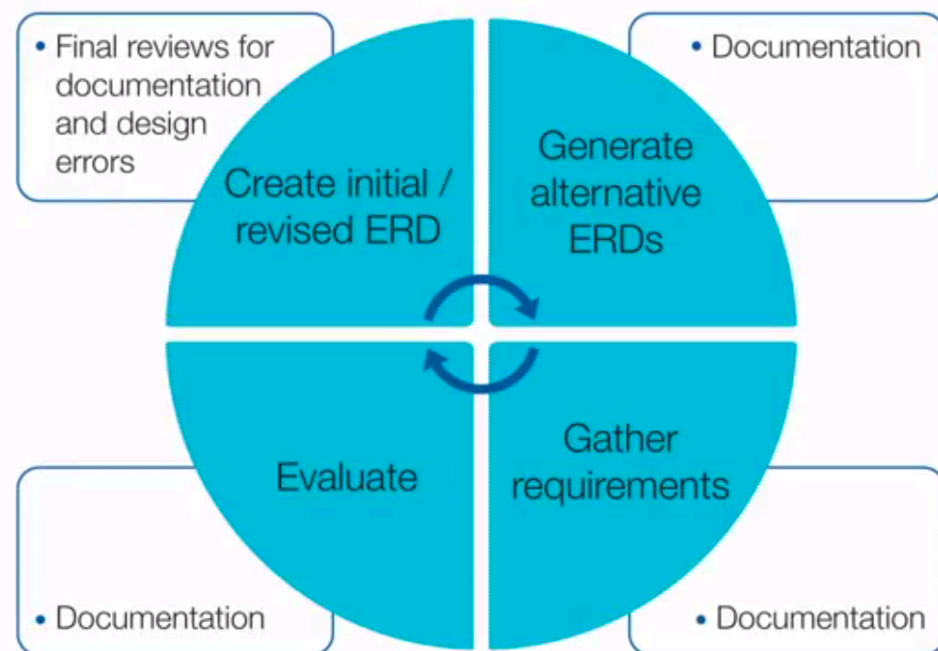 • Final reviews for
documentation
and design
errors
Create initial /
revised ERD
Generate
alternative
ERDs
• Documentation
Evaluate
• Documentation
Gather
requirements
• Documentation